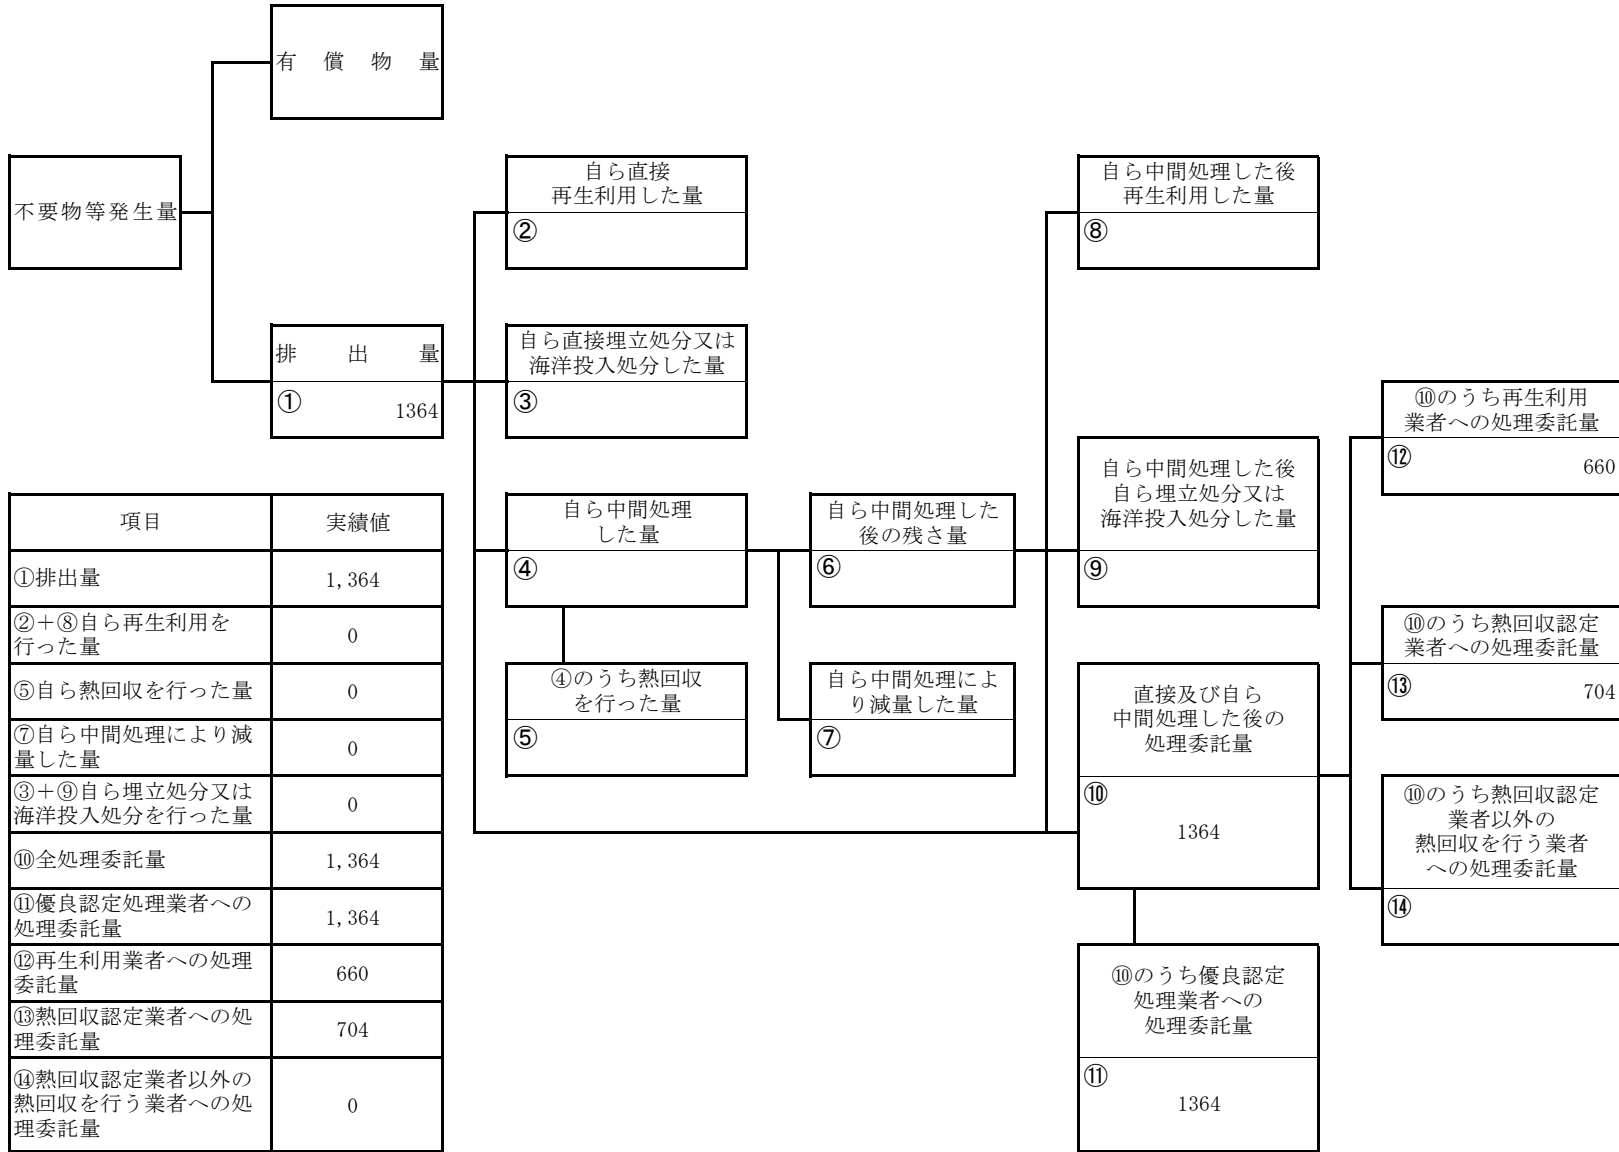 有償物量
不要物等発生量
排出量
①
1364
自ら直接
再生利用した量
②
自ら直接埋立処分又は
海洋投入処分した量
③
自ら中間処理
した量
④
④のうち熱回収
を行った量
⑤
自ら中間処理した
後の残さ量
⑥
自ら中間処理によ
り減量した量
⑦
自ら中間処理した後
再生利用した量
⑧
自ら中間処理した後
自ら埋立処分又は
海洋投入処分した量
⑨
直接及び自ら
中間処理した後の
処理委託量
⑩
1364
⑩のうち優良認定
処理業者への
処理委託量
⑪
1364
⑩のうち再生利用
業者への処理委託量
⑫
660
⑩のうち熱回収認定
業者への処理委託量
⑬
704
⑩のうち熱回収認定
業者以外の
熱回収を行う業者
への処理委託量
⑭
項目 実績値
①排出量 1,364
②＋⑧自ら再生利用を
行った量 0
⑤自ら熱回収を行った量 0
⑦自ら中間処理により減
量した量 0
③＋⑨自ら埋立処分又は
海洋投入処分を行った量 0
⑩全処理委託量 1,364
⑪優良認定処理業者への
処理委託量 1,364
⑫再生利用業者への処理
委託量 660
⑬熱回収認定業者への処
理委託量 704
⑭熱回収認定業者以外の
熱回収を行う業者への処
理委託量 0